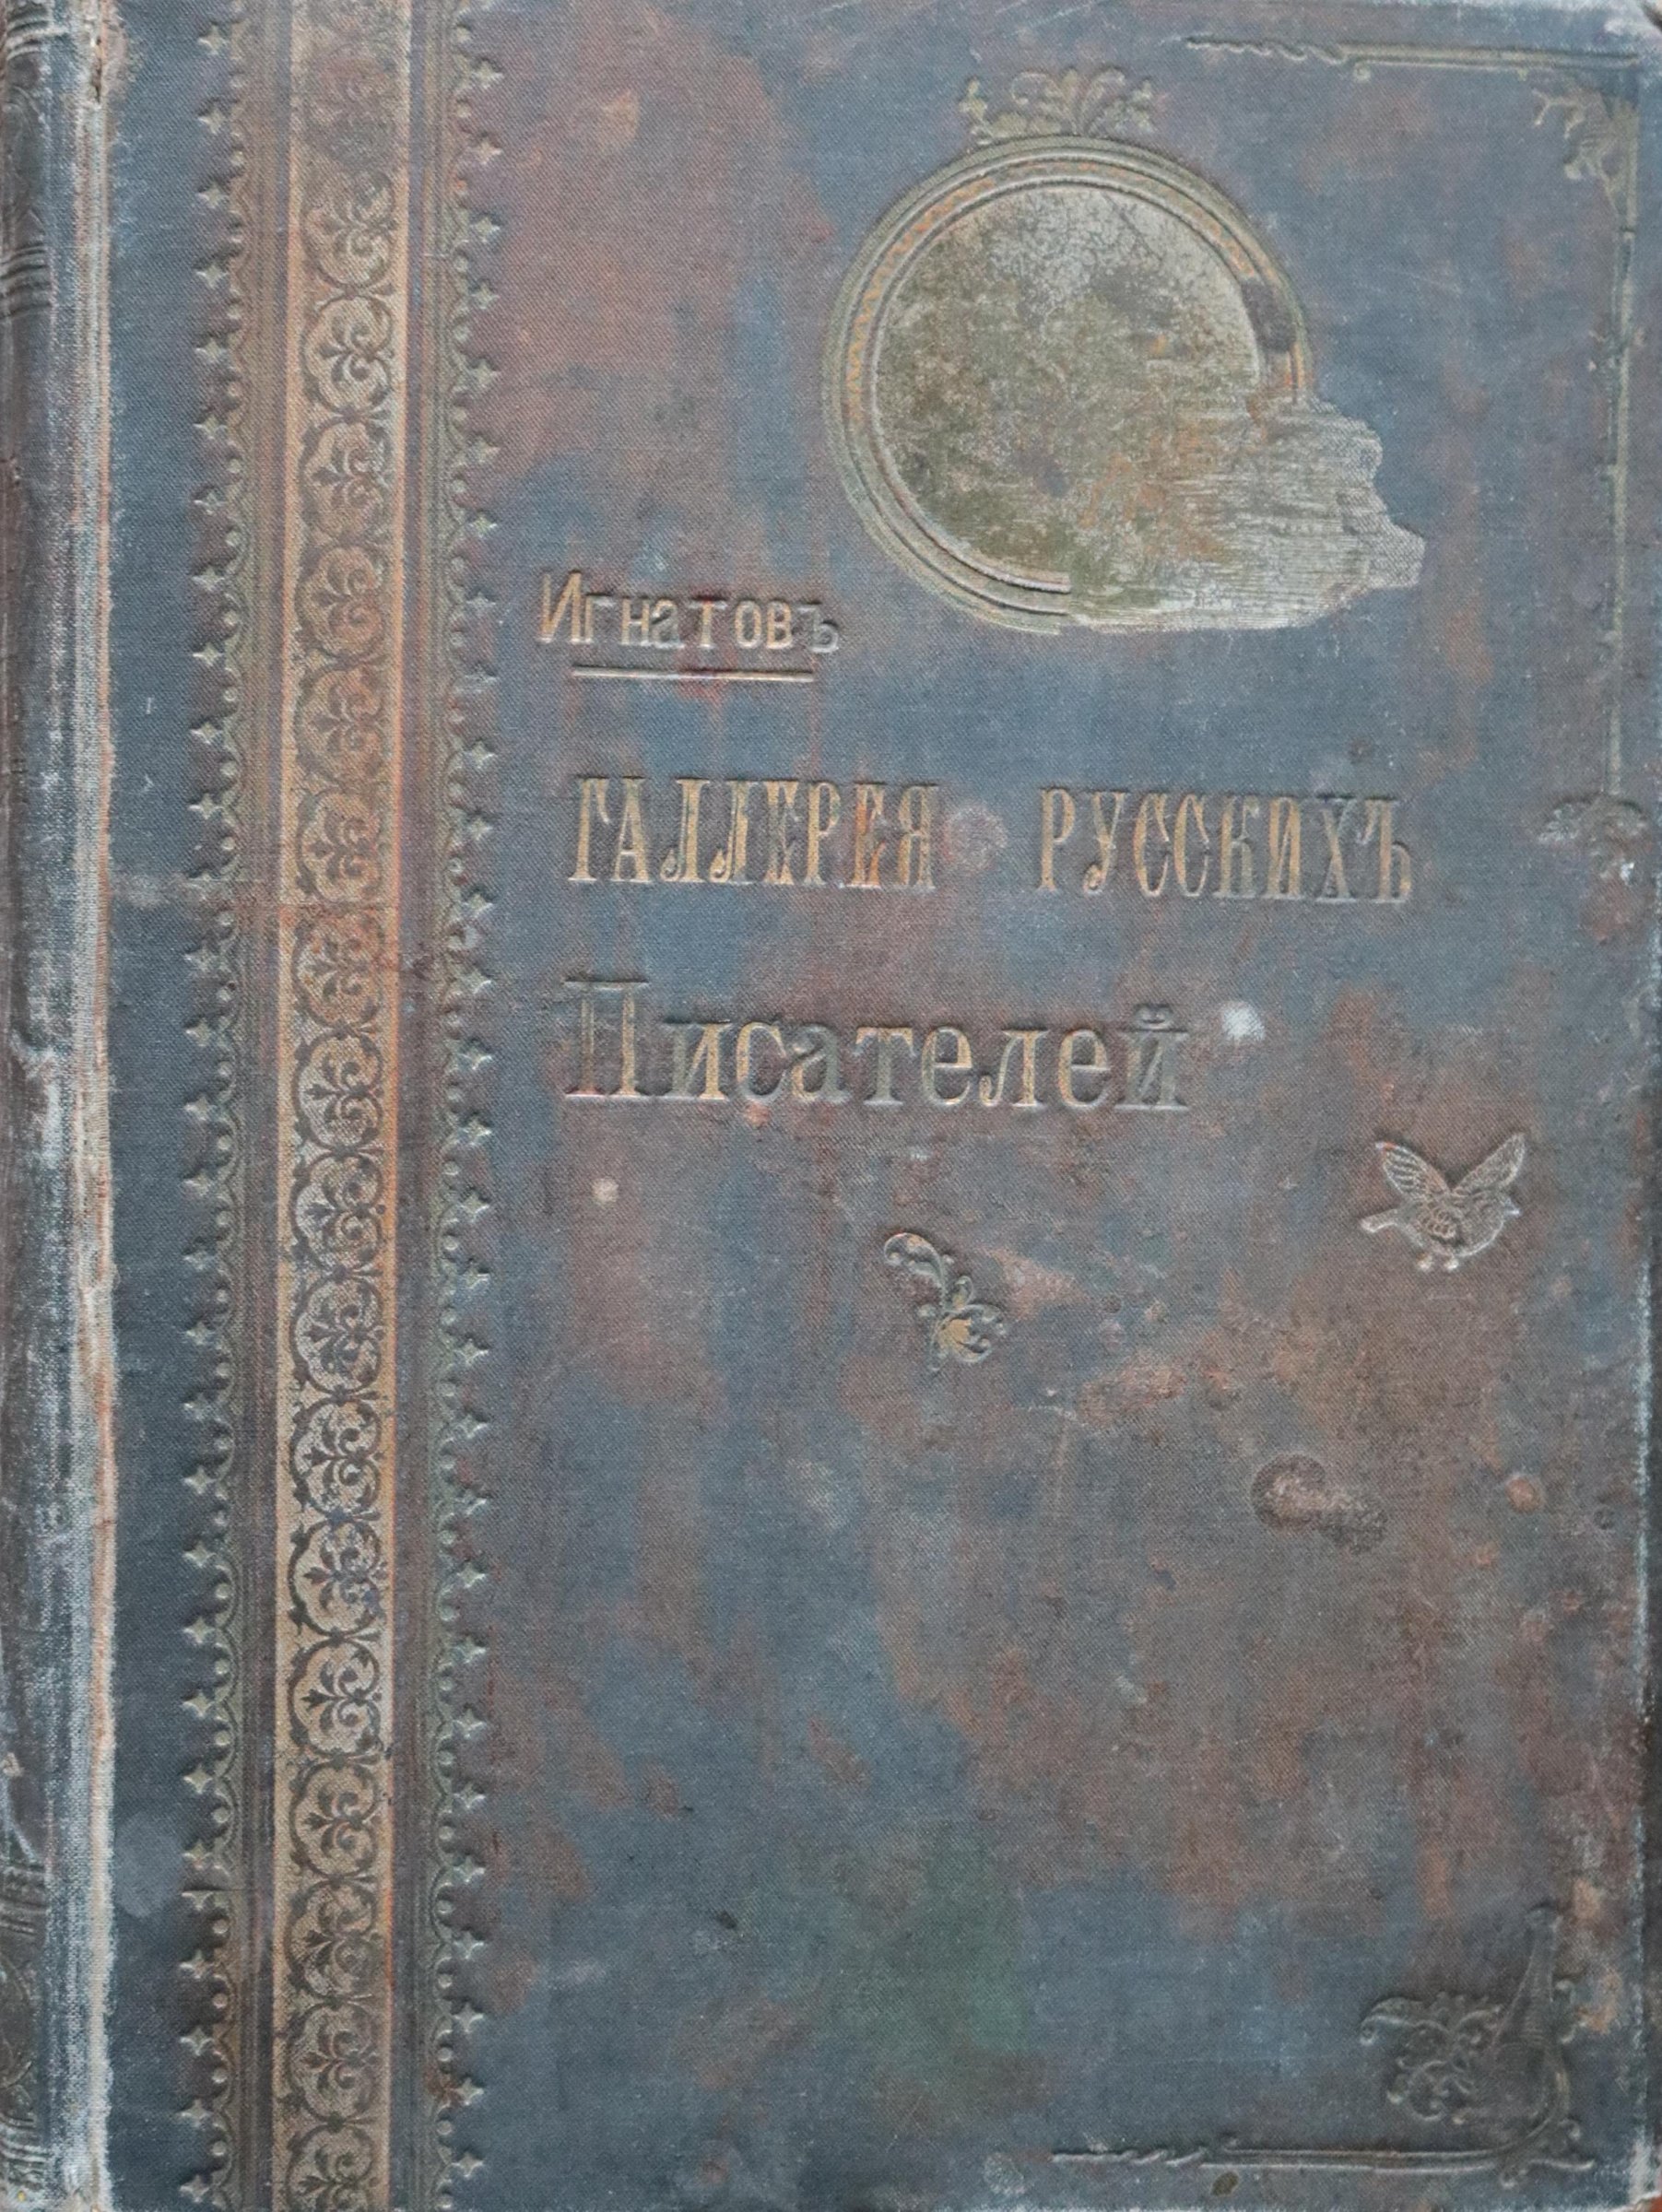 Игнатовъ
ГАЛЛЕРЕЯ РУССКИХЪ
Писателей